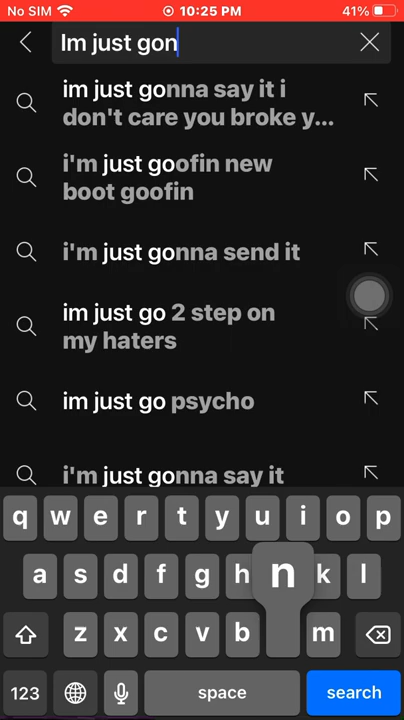 No SIM 10:25 PM 41%
Im just gon
im just gonna say it i
don't care you broke y...
i'm just goofin new
boot goofin
i'm just gonna send it
im just go 2 step on
my haters
im just go psycho
i'm just gonna say it
q w e r t y u i o p
a s d f g h n k l
z x c v b m
123 space search